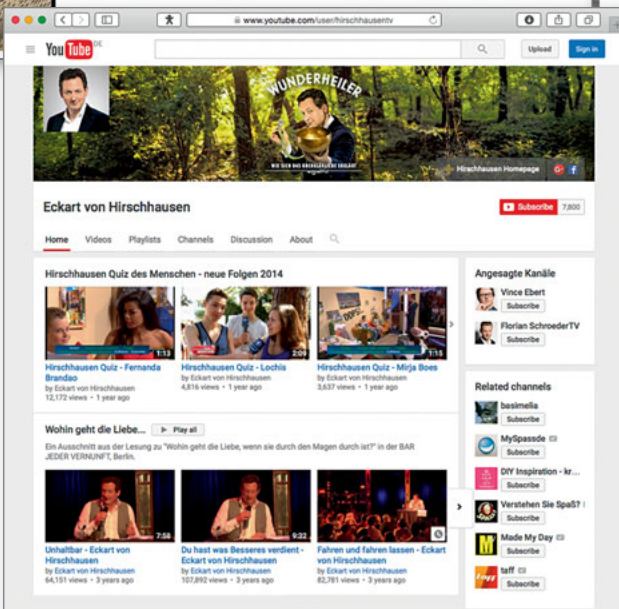 www.youtube.com/user/hirschhausentv
YouTube DE
Upload
Sign in
WUNDERHEILER
WIE SICH DAS UNERKLÄRLICHE ERKLÄRT
Hirschhausen Homepage
Eckart von Hirschhausen
Subscribe 7,800
Home Videos Playlists Channels Discussion About
Hirschhausen Quiz des Menschen - neue Folgen 2014
1:13
Hirschhausen Quiz - Fernanda
Brandao
by Eckart von Hirschhausen
12,172 views • 1 year ago
2:09
Hirschhausen Quiz - Lochis
by Eckart von Hirschhausen
4,816 views • 1 year ago
1:15
Hirschhausen Quiz - Mirja Boes
by Eckart von Hirschhausen
3,637 views • 1 year ago
Wohin geht die Liebe... Play all
Ein Ausschnitt aus der Lesung zu "Wohin geht die Liebe, wenn sie durch den Magen durch ist?" in der BAR
JEDER VERNUNFT, Berlin.
7:58
Unhaltbar - Eckart von
Hirschhausen
by Eckart von Hirschhausen
64,151 views • 3 years ago
9:32
Du hast was Besseres verdient -
Eckart von Hirschhausen
by Eckart von Hirschhausen
107,892 views • 3 years ago
Fahren und fahren lassen - Eckart
von Hirschhausen
by Eckart von Hirschhausen
82,781 views • 3 years ago
Angesagte Kanäle
Vince Ebert
Subscribe
Florian SchroederTV
Subscribe
Related channels
basimelia
Subscribe
MySpassde
Subscribe
DIY Inspiration - kr...
Subscribe
Verstehen Sie Spaß?
Subscribe
Made My Day
Subscribe
taff
Subscribe